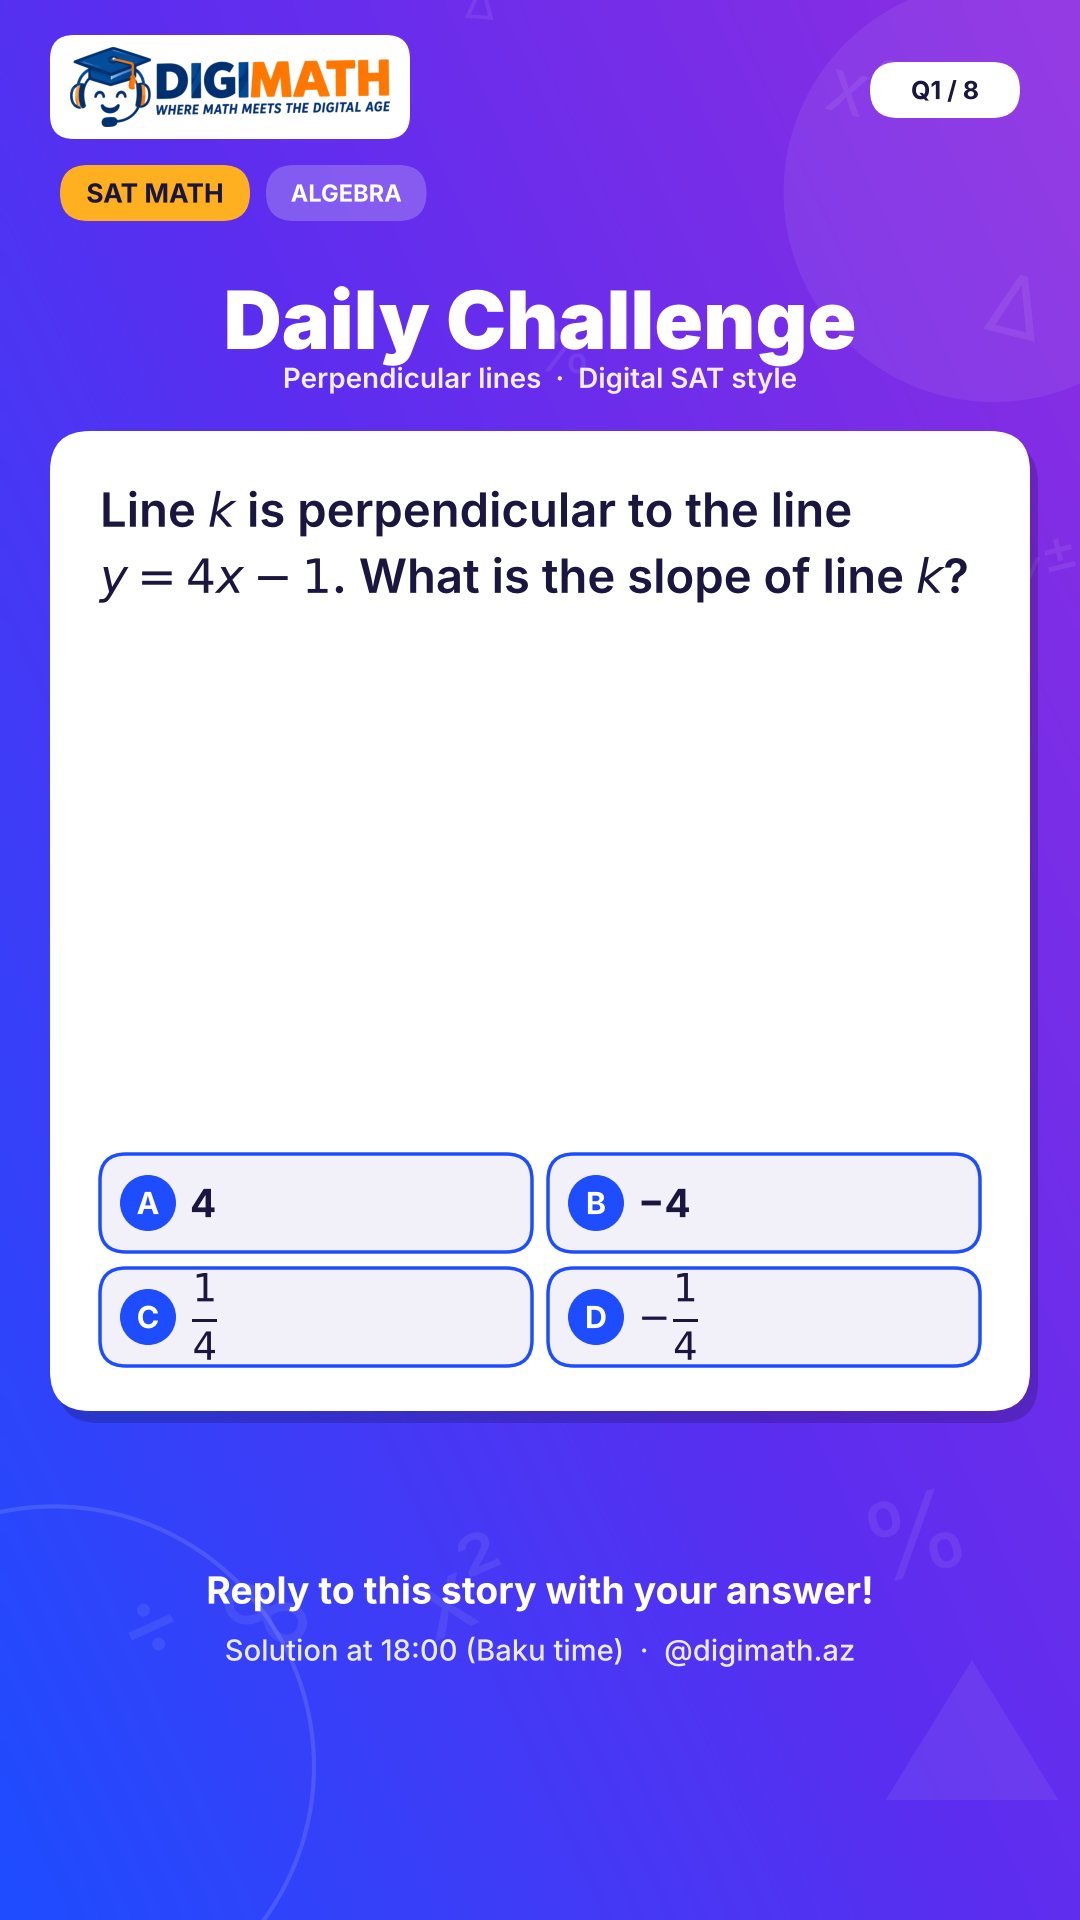 DIGIMATH
WHERE MATH MEETS THE DIGITAL AGE
Q1 / 8
SAT MATH
ALGEBRA
Daily Challenge
Perpendicular lines · Digital SAT style
Line k is perpendicular to the line
y = 4x − 1. What is the slope of line k?
A 4
B −4
C 1/4
D −1/4
Reply to this story with your answer!
Solution at 18:00 (Baku time) · @digimath.az